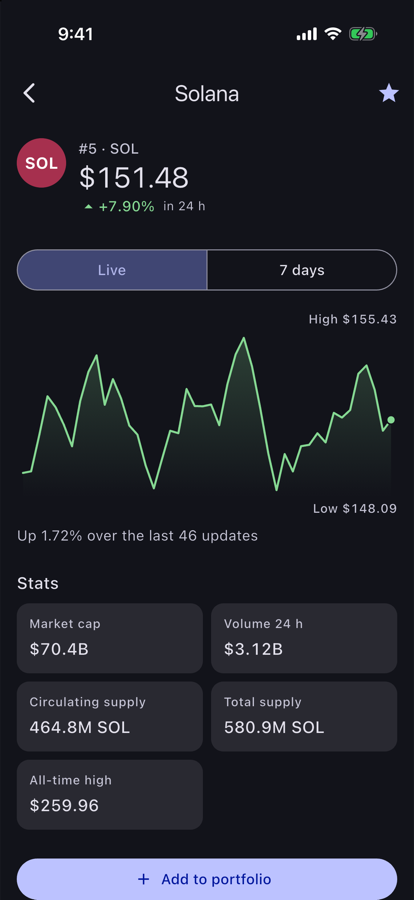 9:41
Solana
SOL
#5 · SOL
$151.48
+7.90% in 24 h
Live
7 days
High $155.43
Low $148.09
Up 1.72% over the last 46 updates
Stats
Market cap
$70.4B
Volume 24 h
$3.12B
Circulating supply
464.8M SOL
Total supply
580.9M SOL
All-time high
$259.96
+ Add to portfolio